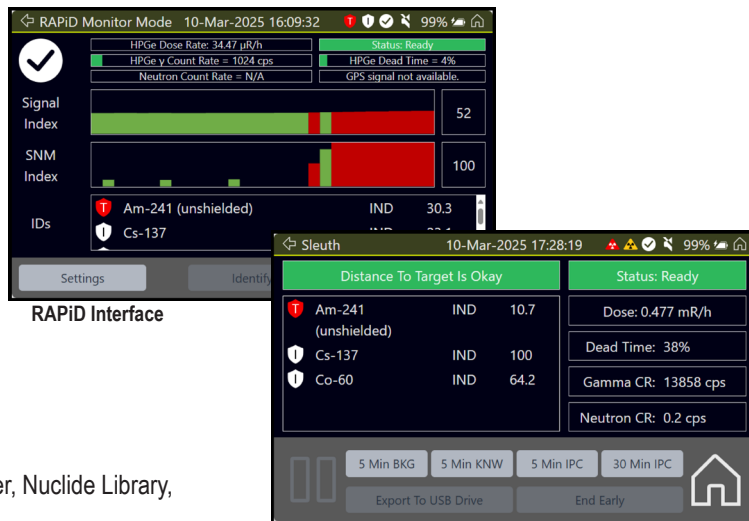 RAPiD Monitor Mode 10-Mar-2025 16:09:32 T I 99%
HPGe Dose Rate: 34.47 µR/h
Status: Ready
HPGe γ Count Rate = 1024 cps
HPGe Dead Time = 4%
Neutron Count Rate = N/A
GPS signal not available.
Signal
Index
52
SNM
Index
100
IDs
T Am-241 (unshielded) IND 30.3
I Cs-137
Settings
Identify
RAPiD Interface
Sleuth 10-Mar-2025 17:28:19 99%
Distance To Target Is Okay
Status: Ready
T Am-241 IND 10.7
(unshielded)
I Cs-137 IND 100
I Co-60 IND 64.2
Dose: 0.477 mR/h
Dead Time: 38%
Gamma CR: 13858 cps
Neutron CR: 0.2 cps
5 Min BKG 5 Min KNW 5 Min IPC 30 Min IPC
Export To USB Drive End Early
er, Nuclide Library,